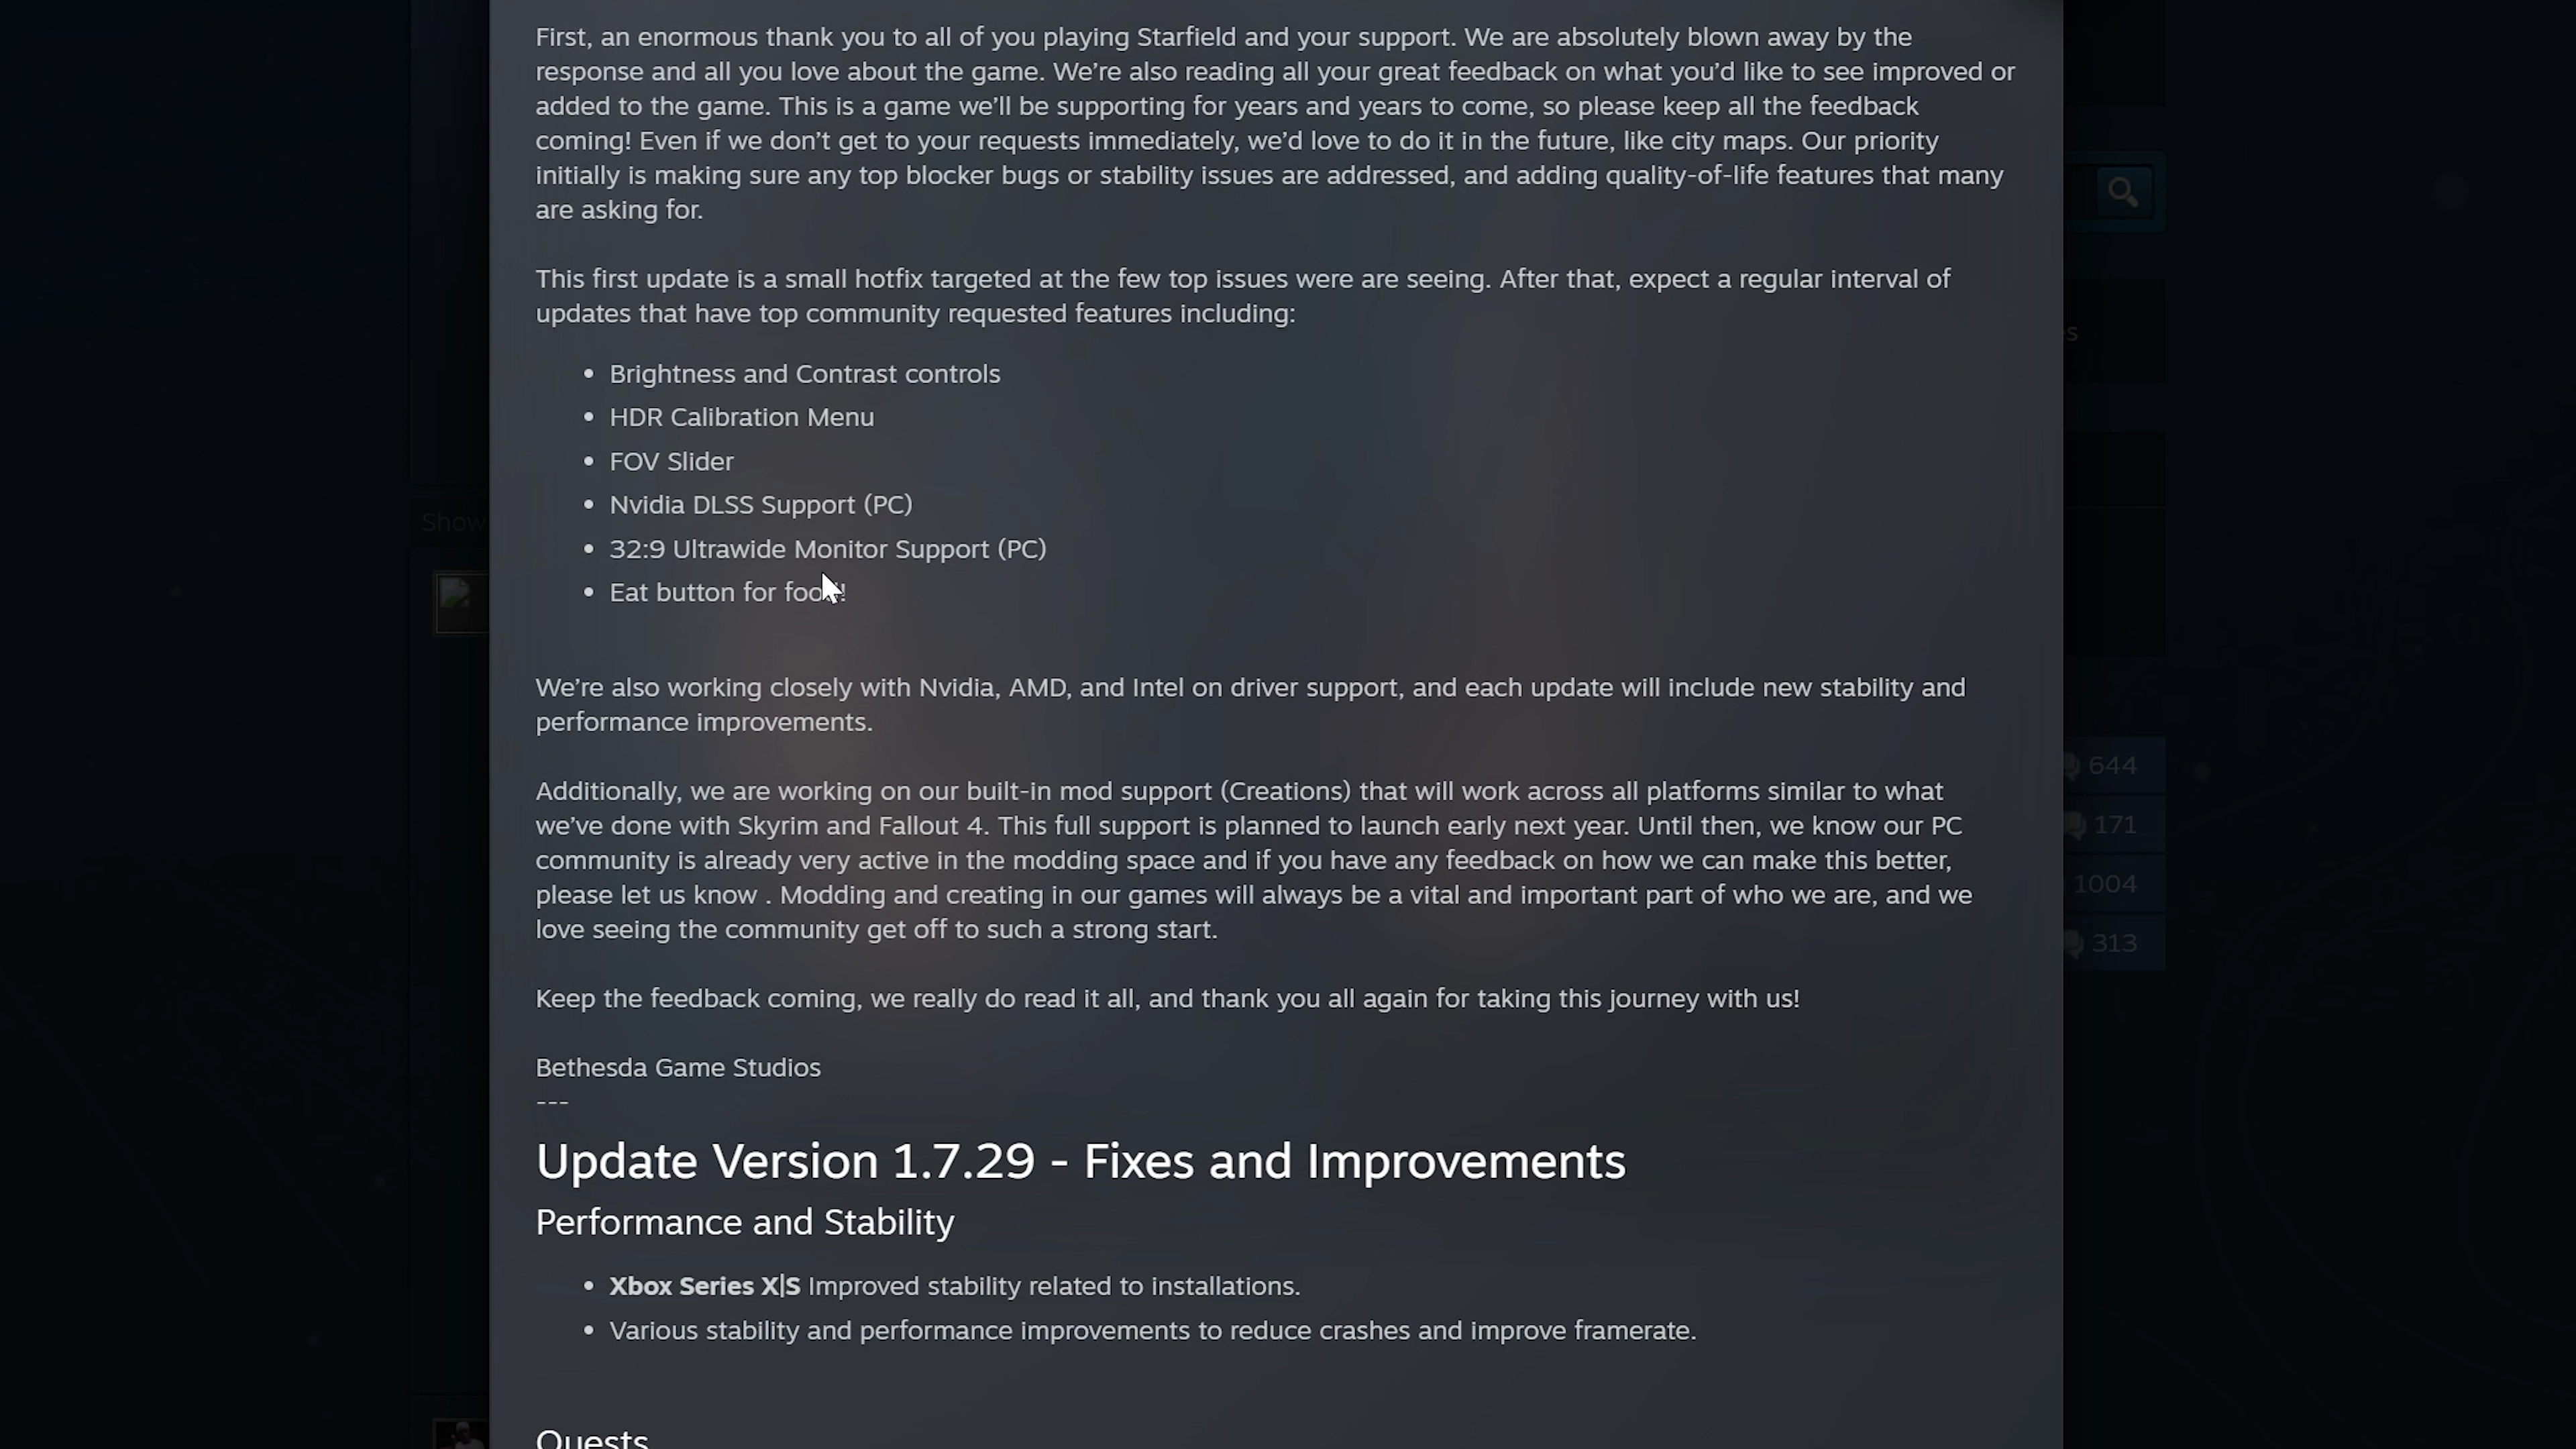 First, an enormous thank you to all of you playing Starfield and your support. We are absolutely blown away by the
response and all you love about the game. We're also reading all your great feedback on what you'd like to see improved or
added to the game. This is a game we'll be supporting for years and years to come, so please keep all the feedback
coming! Even if we don't get to your requests immediately, we'd love to do it in the future, like city maps. Our priority
initially is making sure any top blocker bugs or stability issues are addressed, and adding quality-of-life features that many
are asking for.
This first update is a small hotfix targeted at the few top issues were are seeing. After that, expect a regular interval of
updates that have top community requested features including:
• Brightness and Contrast controls
• HDR Calibration Menu
• FOV Slider
• Nvidia DLSS Support (PC)
• 32:9 Ultrawide Monitor Support (PC)
• Eat button for
Show
We're also working closely with Nvidia, AMD, and Intel on driver support, and each update will include new stability and
performance improvements.
Additionally, we are working on our built-in mod support (Creations) that will work across all platforms similar to what
we've done with Skyrim and Fallout 4. This full support is planned to launch early next year. Until then, we know our PC
community is already very active in the modding space and if you have any feedback on how we can make this better,
please let us know . Modding and creating in our games will always be a vital and important part of who we are, and we
love seeing the community get off to such a strong start.
Keep the feedback coming, we really do read it all, and thank you all again for taking this journey with us!
Bethesda Game Studios
---
Update Version 1.7.29 - Fixes and Improvements
Performance and Stability
• Xbox Series X|S Improved stability related to installations.
• Various stability and performance improvements to reduce crashes and improve framerate.
Quests
644
171
1004
313